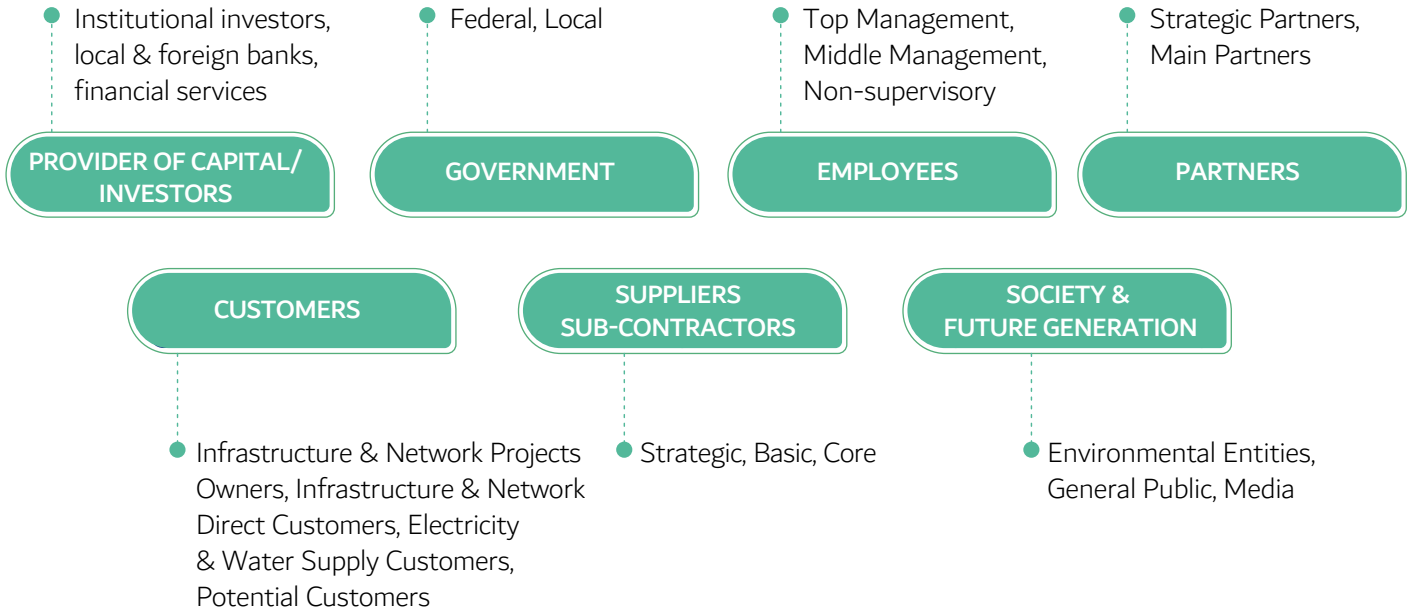 Institutional investors,
local & foreign banks,
financial services
PROVIDER OF CAPITAL/
INVESTORS
Federal, Local
GOVERNMENT
Top Management,
Middle Management,
Non-supervisory
EMPLOYEES
Strategic Partners,
Main Partners
PARTNERS
CUSTOMERS
Infrastructure & Network Projects
Owners, Infrastructure & Network
Direct Customers, Electricity
& Water Supply Customers,
Potential Customers
SUPPLIERS
SUB-CONTRACTORS
Strategic, Basic, Core
SOCIETY &
FUTURE GENERATION
Environmental Entities,
General Public, Media